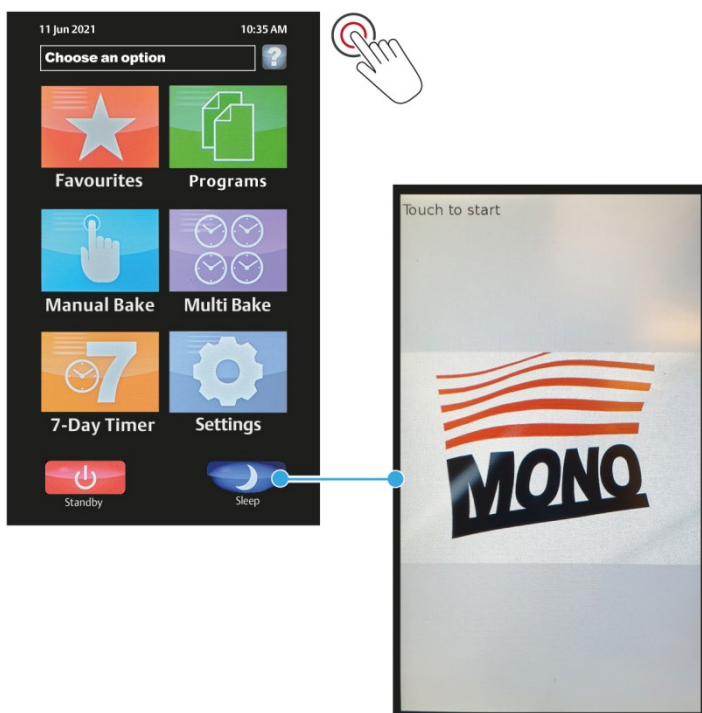 11 Jun 2021 10:35 AM
Choose an option ?
Favourites Programs
Manual Bake Multi Bake
7
7-Day Timer Settings
Standby Sleep
Touch to start
MONO